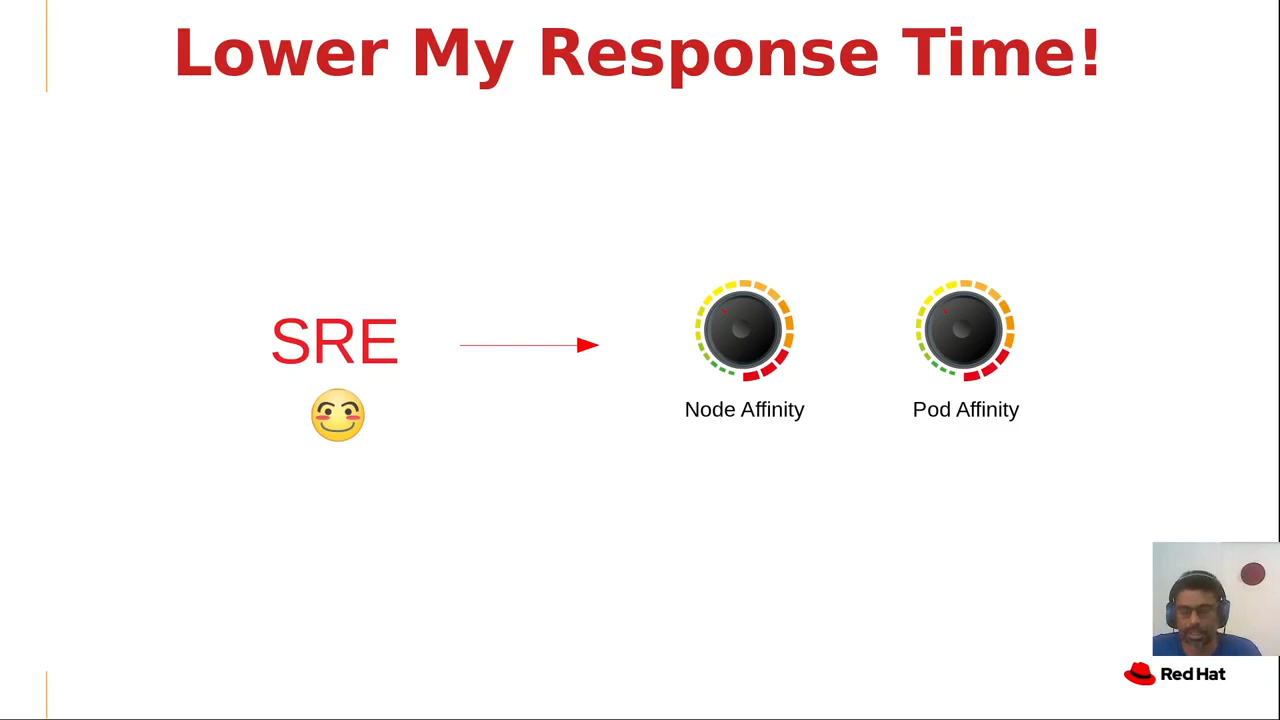 Lower My Response Time!
SRE
Node Affinity
Pod Affinity
Red Hat